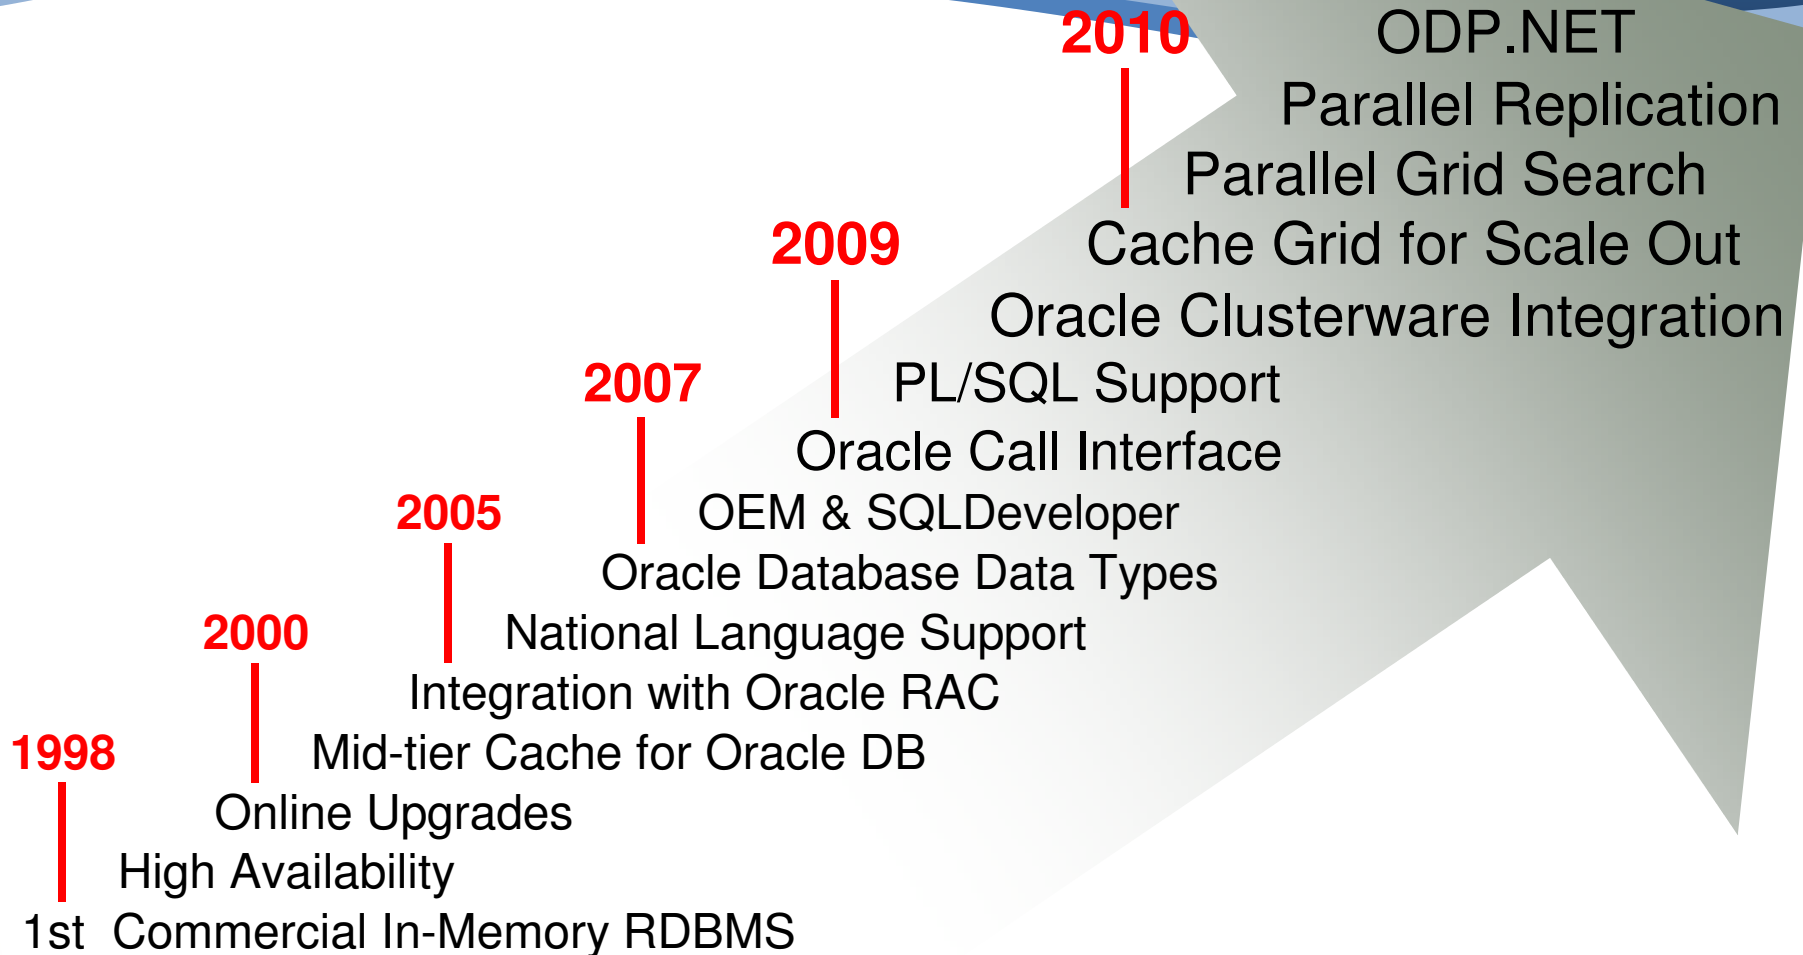 2010 ODP.NET
Parallel Replication
Parallel Grid Search
2009 Cache Grid for Scale Out
Oracle Clusterware Integration
2007 PL/SQL Support
Oracle Call Interface
2005 OEM & SQLDeveloper
Oracle Database Data Types
2000 National Language Support
Integration with Oracle RAC
1998 Mid-tier Cache for Oracle DB
Online Upgrades
High Availability
1st Commercial In-Memory RDBMS